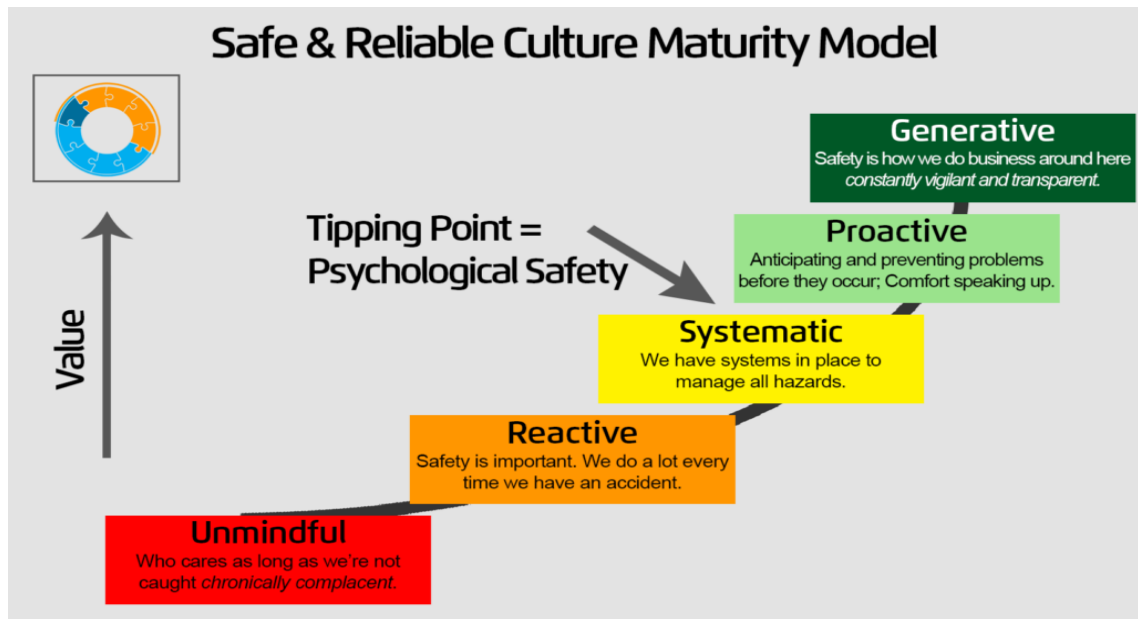 Safe & Reliable Culture Maturity Model
Generative
Safety is how we do business around here
constantly vigilant and transparent.
Tipping Point =
Psychological Safety
Proactive
Anticipating and preventing problems
before they occur; Comfort speaking up.
Value
Systematic
We have systems in place to
manage all hazards.
Reactive
Safety is important. We do a lot every
time we have an accident.
Unmindful
Who cares as long as we're not
caught chronically complacent.